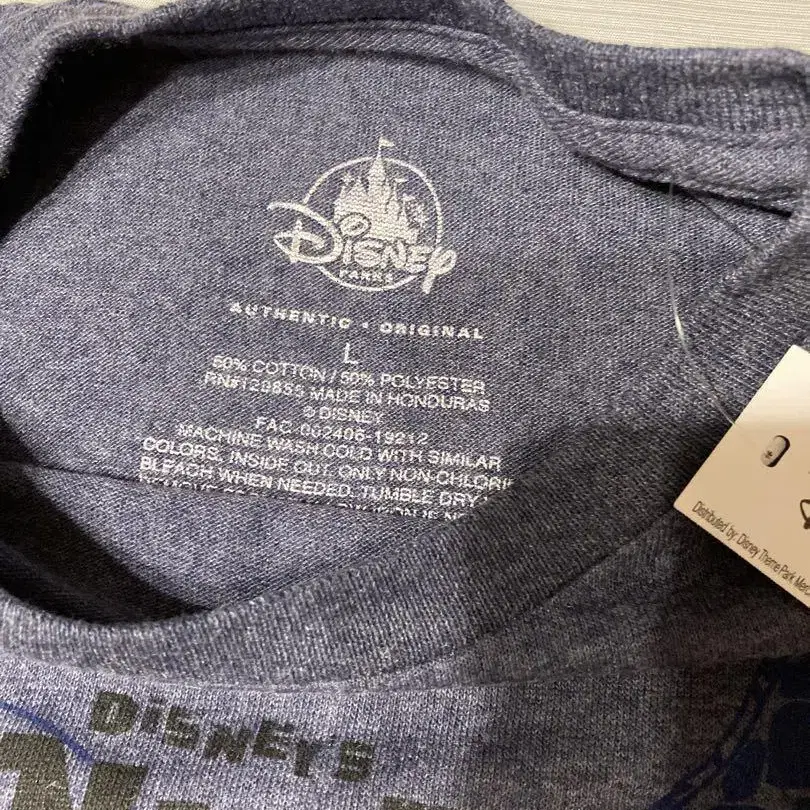 Disney
PARKS
AUTHENTIC • ORIGINAL
L
50% COTTON / 50% POLYESTER
RN#120855 MADE IN HONDURAS
© DISNEY
FAC-002406-19212
MACHINE WASH COLD WITH SIMILAR
COLORS. INSIDE OUT. ONLY NON-CHLORI
BLEACH WHEN NEEDED. TUMBLE DRY
Distributed by Disney Theme Park Merc
DISNEY'S